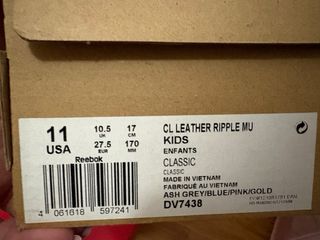 11
USA
10.5
UK
17
CM
27.5
EUR
170
MM
Reebok
4 061618 597241
CL LEATHER RIPPLE MU
KIDS
ENFANTS
CLASSIC
CLASSIC
MADE IN VIETNAM
FABRIQUÉ AU VIETNAM
ASH GREY/BLUE/PINK/GOLD
DV7438